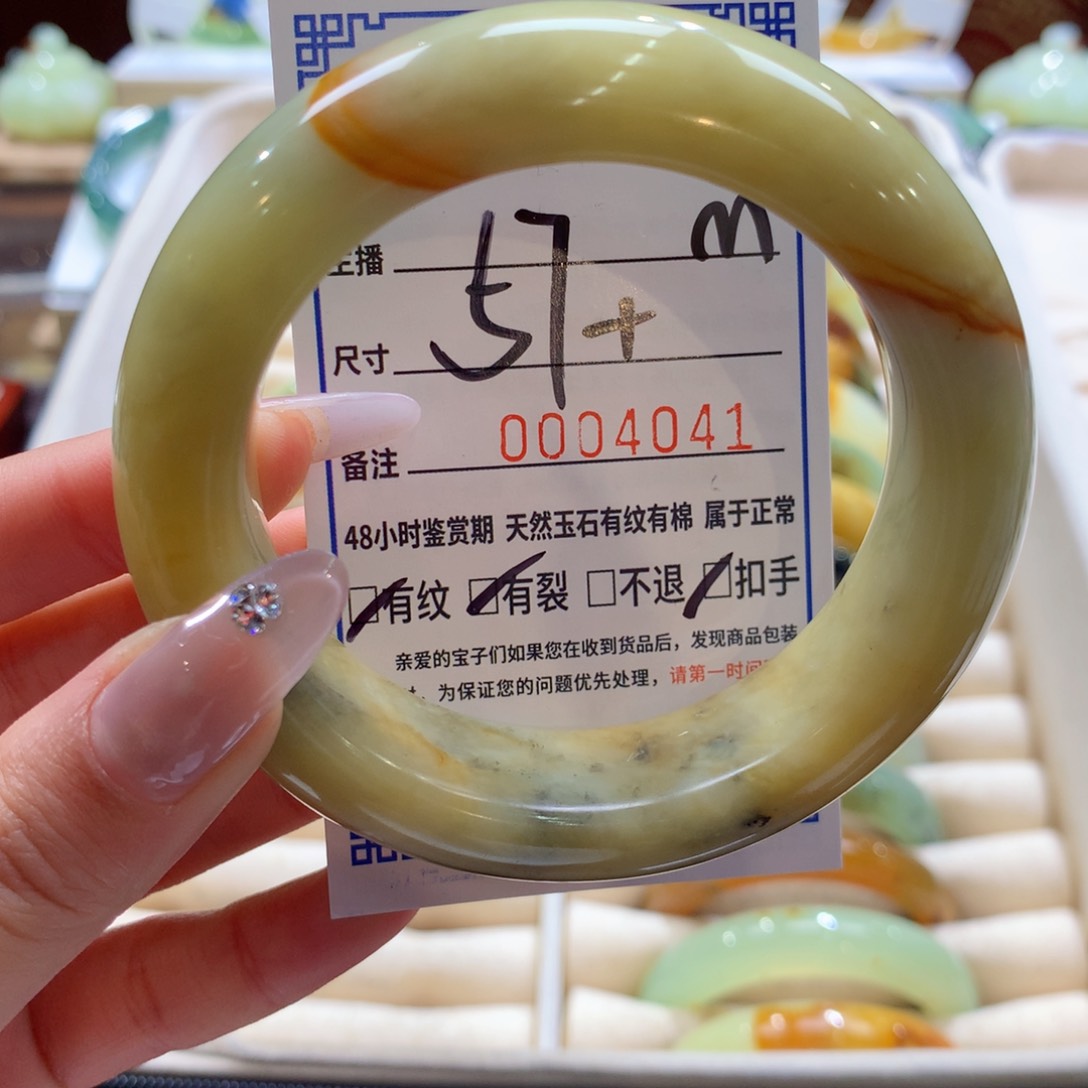 主播 m
尺寸 57+
备注 0004041
48小时鉴赏期 天然玉石有纹有棉 属于正常
☑有纹 ☑有裂 □不退 ☑扣手
亲爱的宝子们如果您在收到货品后，发现商品包装
为保证您的问题优先处理，请第一时间